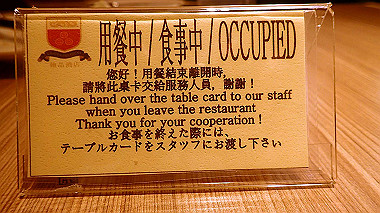 用餐中/食事中/OCCUPIED
您好！用餐結束離開時，
請將此桌卡交給服務人員，謝謝！
Please hand over the table card to our staff
when you leave the restaurant
Thank you for your cooperation!
お食事を終えた際には、
テーブルカードをスタッフにお渡し下さい